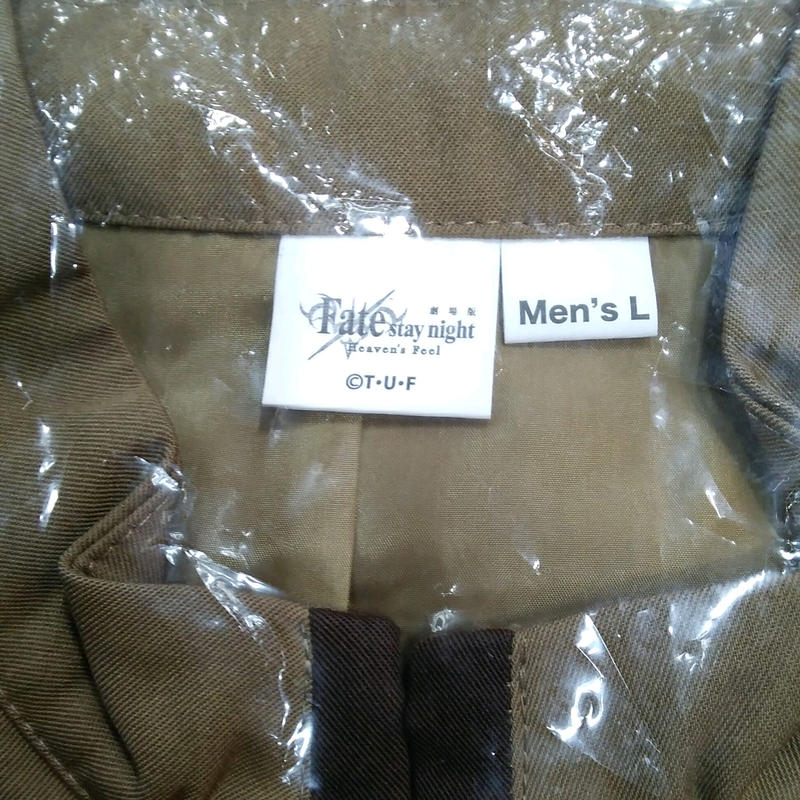 劇場版
Fate
stay night
Heaven's Feel
©T・U・F
Men's L